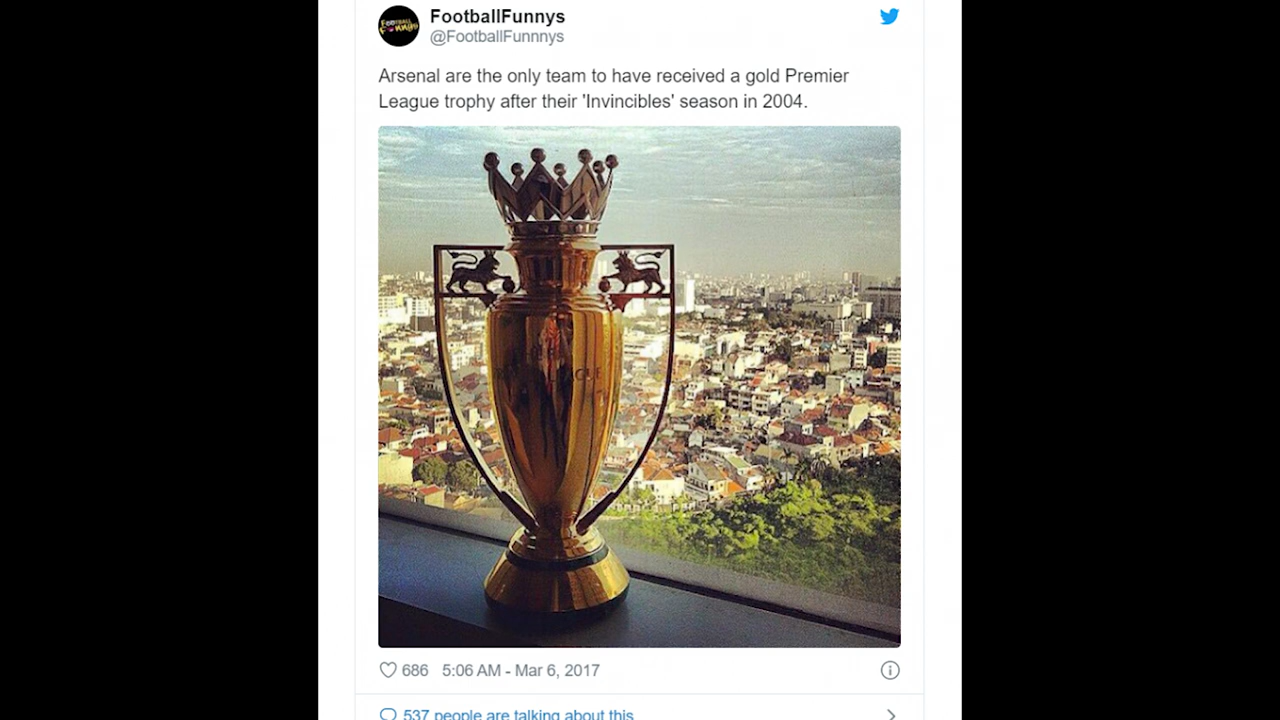 FootballFunnys
@FootballFunnnys
Arsenal are the only team to have received a gold Premier
League trophy after their 'Invincibles' season in 2004.
686 5:06 AM - Mar 6, 2017
537 people are talking about this